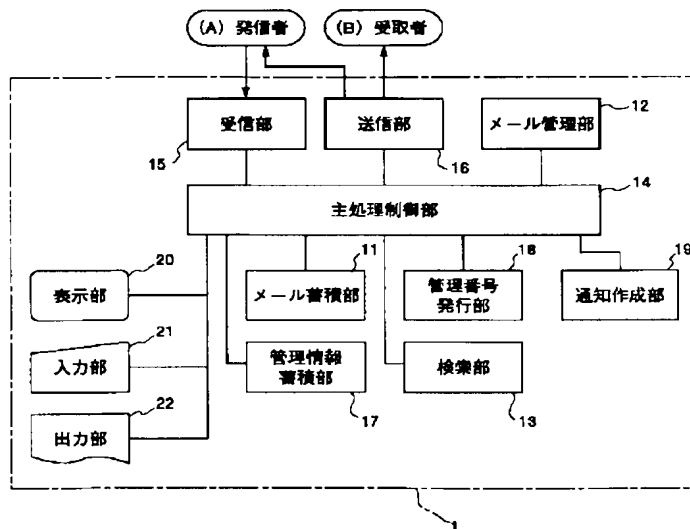 (A) 発信者
(B) 受取者
受信部
送信部
メール管理部
12
15
16
14
主処理制御部
20
11
18
19
表示部
メール蓄積部
管理番号
発行部
通知作成部
21
入力部
管理情報
蓄積部
検索部
22
17
13
出力部
1